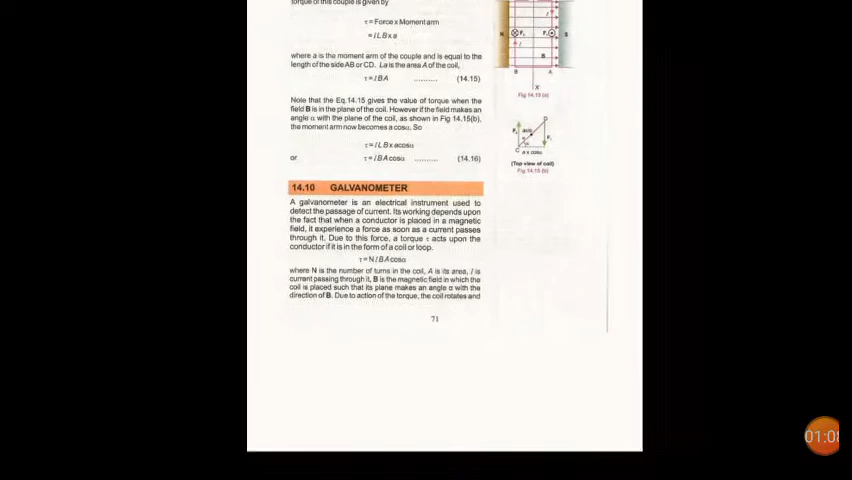 torque of this couple is given by
τ = Force x Moment arm
= I L B x a
where a is the moment arm of the couple and is equal to the
length of the side AB or CD. La is the area A of the coil,
τ = I B A .......... (14.15)
Note that the Eq.14.15 gives the value of torque when the
field B is in the plane of the coil. However if the field makes an
angle α with the plane of the coil, as shown in Fig 14.15(b),
the moment arm now becomes a cosα. So
τ = I L B x acosα
or τ = I B A cosα .......... (14.16)
14.10 GALVANOMETER
A galvanometer is an electrical instrument used to
detect the passage of current. Its working depends upon
the fact that when a conductor is placed in a magnetic
field, it experience a force as soon as a current passes
through it. Due to this force, a torque τ acts upon the
conductor if it is in the form of a coil or loop.
τ = N I B A cosα
where N is the number of turns in the coil, A is its area, I is
current passing through it, B is the magnetic field in which the
coil is placed such that its plane makes an angle α with the
direction of B. Due to action of the torque, the coil rotates and
71
I
N F₁ F₂ S
I
B
B A
X'
Fig 14.15 (a)
D
F₁ axis
F₂
α
C a x cosα
(Top view of coil)
Fig 14.15 (b)
01:08